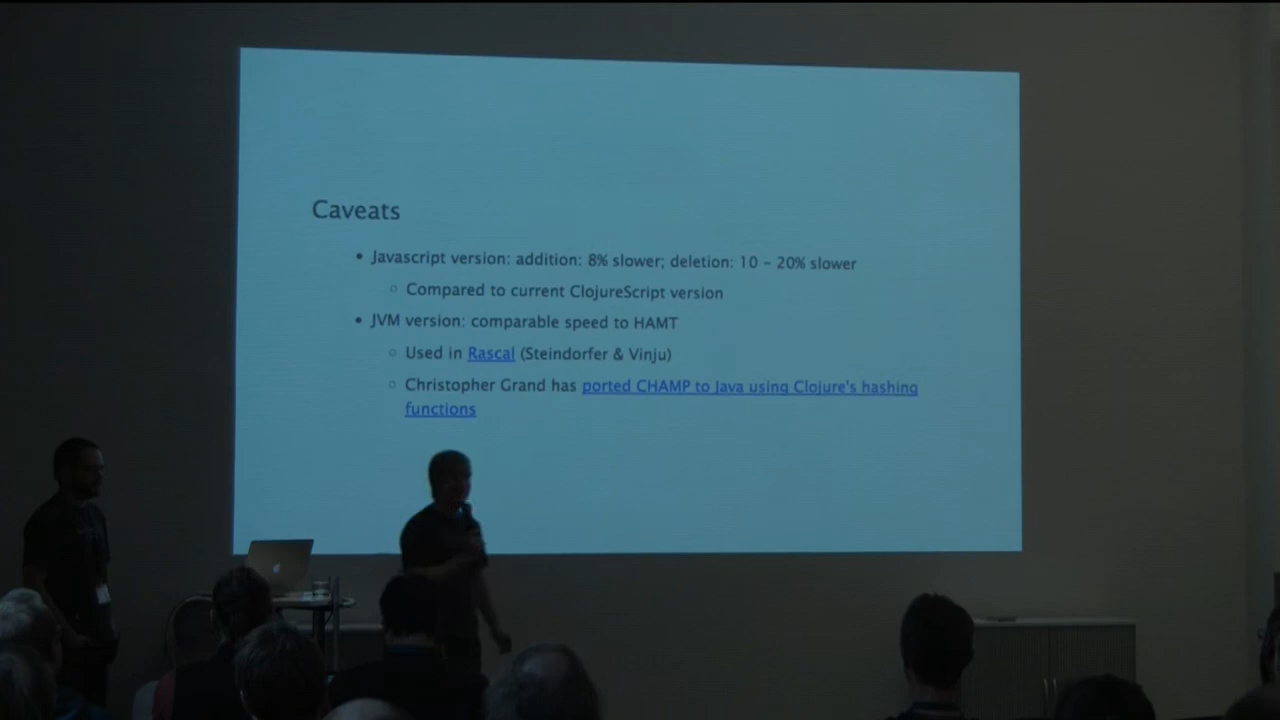 Caveats
• Javascript version: addition: 8% slower; deletion: 10 – 20% slower
○ Compared to current ClojureScript version
• JVM version: comparable speed to HAMT
○ Used in Rascal (Steindorfer & Vinju)
○ Christopher Grand has ported CHAMP to Java using Clojure's hashing
functions